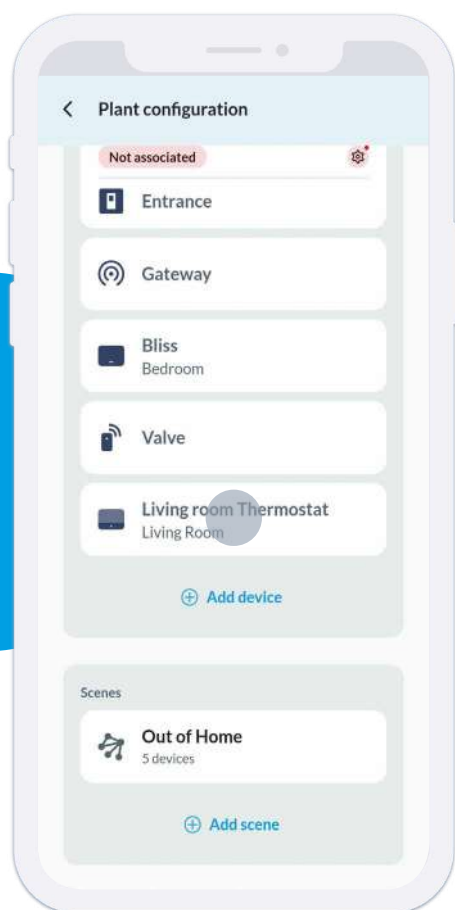 Plant configuration
Not associated
Entrance
Gateway
Bliss
Bedroom
Valve
Living room Thermostat
Living Room
Add device
Scenes
Out of Home
5 devices
Add scene